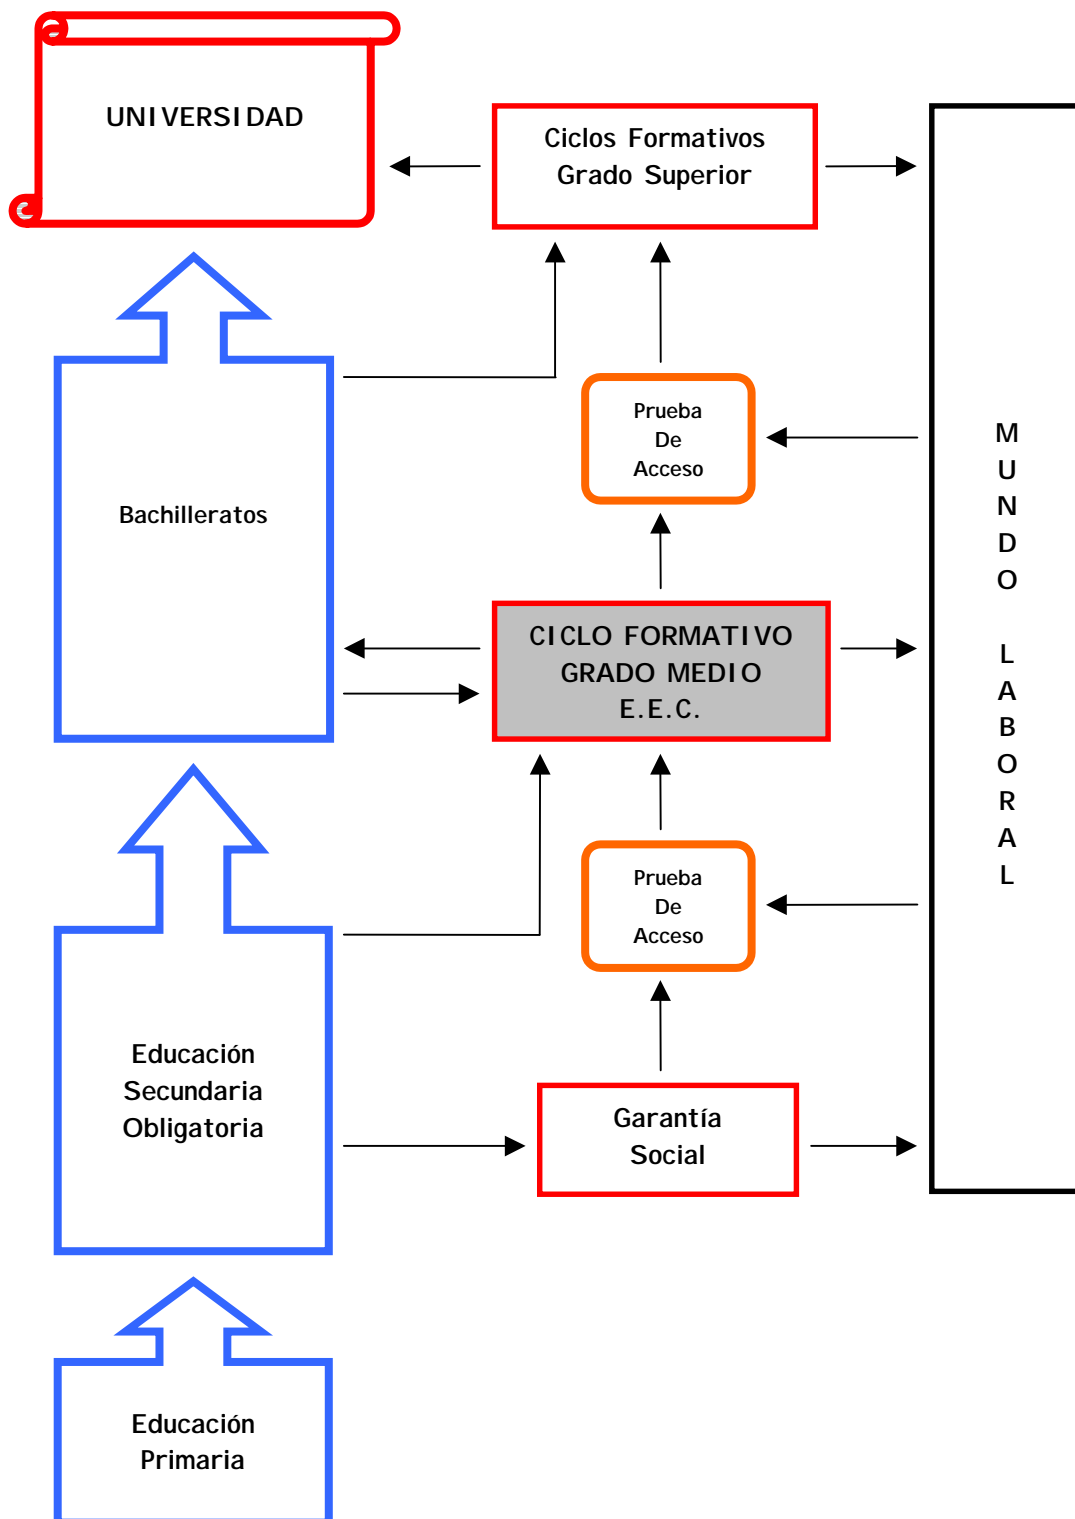 UNIVERSIDAD
Ciclos Formativos
Grado Superior
Prueba
De
Acceso
Bachilleratos
CICLO FORMATIVO
GRADO MEDIO
E.E.C.
Prueba
De
Acceso
Educación
Secundaria
Obligatoria
Garantía
Social
Educación
Primaria
M
U
N
D
O
L
A
B
O
R
A
L